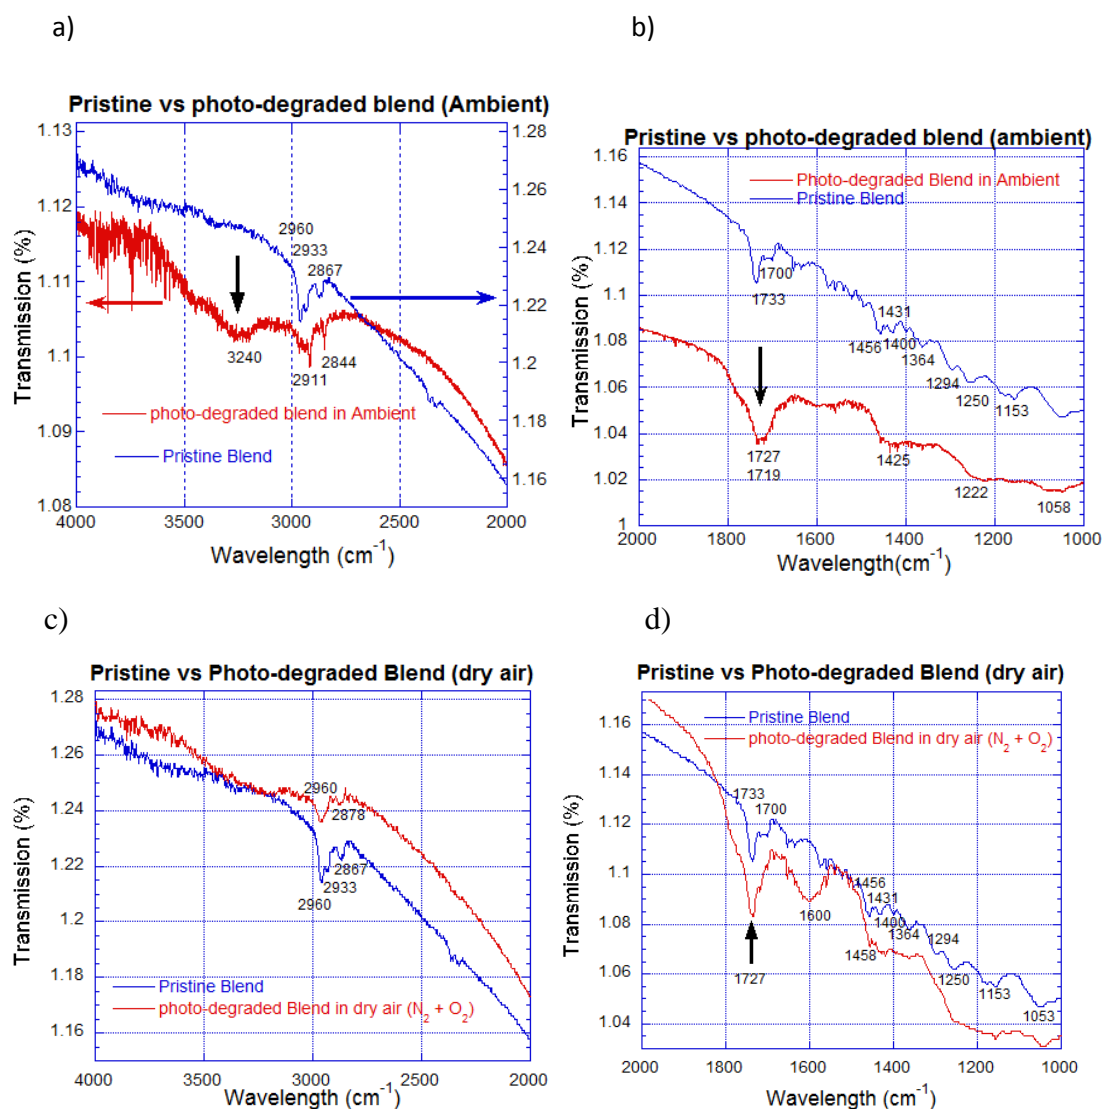 a)
b)
Pristine vs photo-degraded blend (Ambient)
1.13
1.12
1.11
1.1
1.09
1.08
1.28
1.26
1.24
1.22
1.2
1.18
1.16
Transmission (%)
2960
2933
2867
3240
2844
2911
photo-degraded blend in Ambient
Pristine Blend
4000 3500 3000 2500 2000
Wavelength (cm⁻¹)
Pristine vs photo-degraded blend (ambient)
1.16
1.14
1.12
1.1
1.08
1.06
1.04
1.02
1
Transmission (%)
Photo-degraded Blend in Ambient
Pristine Blend
1700
1733
1431
1456 1400
1364
1294
1250 1153
1727
1719
1425
1222
1058
2000 1800 1600 1400 1200 1000
Wavelength(cm⁻¹)
c)
d)
Pristine vs Photo-degraded Blend (dry air)
1.28
1.26
1.24
1.22
1.2
1.18
1.16
Transmission (%)
2960
2878
2867
2933
2960
Pristine Blend
photo-degraded Blend in dry air (N₂ + O₂)
4000 3500 3000 2500 2000
Wavelength (cm⁻¹)
Pristine vs Photo-degraded Blend (dry air)
1.16
1.14
1.12
1.1
1.08
1.06
1.04
Transmission (%)
Pristine Blend
photo-degraded Blend in dry air (N₂ + O₂)
1733
1700
1456
1431
1400
1364
1600
1294
1458
1250
1153
1727
1053
2000 1800 1600 1400 1200 1000
Wavelength (cm⁻¹)